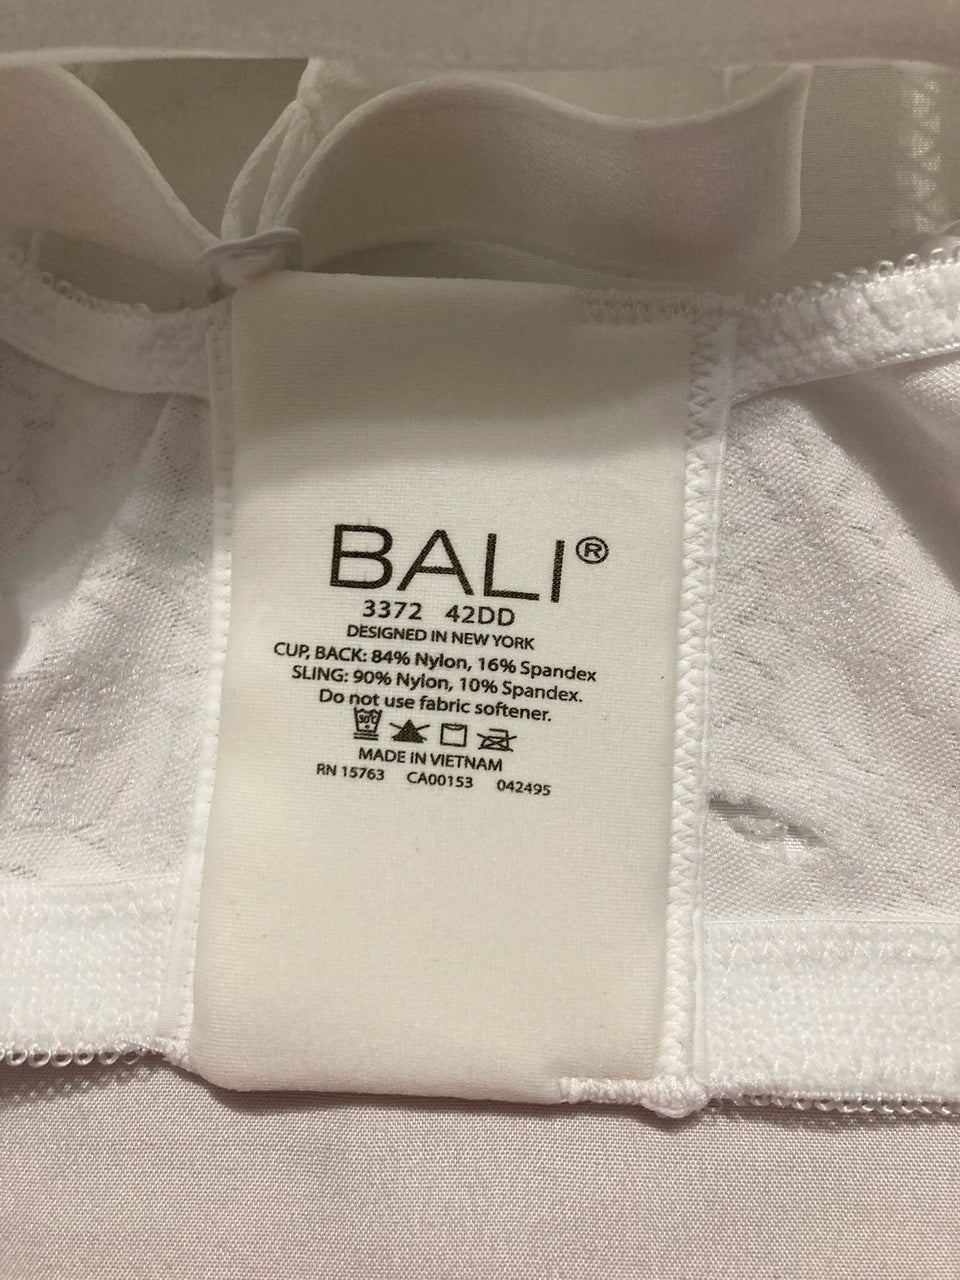 BALI®
3372 42DD
DESIGNED IN NEW YORK
CUP, BACK: 84% Nylon, 16% Spandex
SLING: 90% Nylon, 10% Spandex.
Do not use fabric softener.
30°C
MADE IN VIETNAM
RN 15763 CA00153 042495